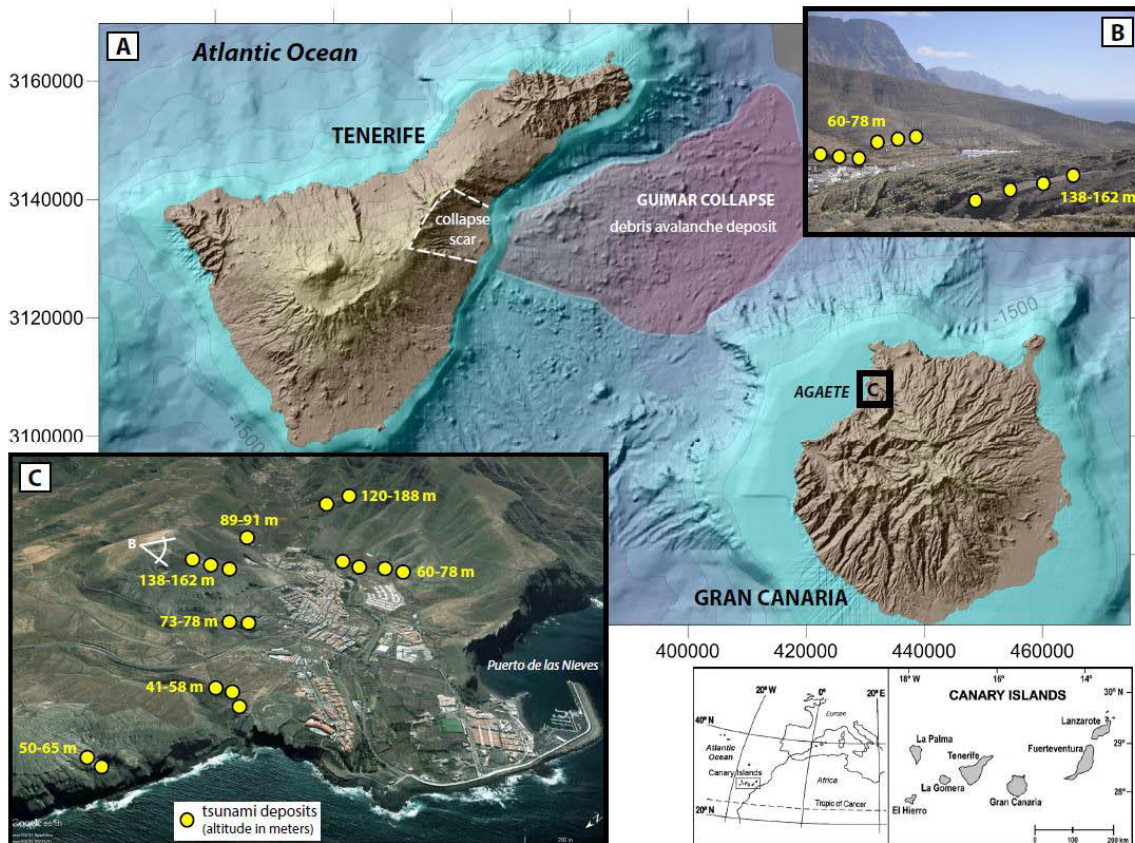 A
Atlantic Ocean
3160000
3140000
3120000
3100000
TENERIFE
collapse
scar
GUIMAR COLLAPSE
debris avalanche deposit
-1500
-1500
AGAETE
C
GRAN CANARIA
400000
420000
440000
460000
B
60-78 m
138-162 m
C
120-188 m
89-91 m
B
138-162 m
60-78 m
73-78 m
Puerto de las Nieves
41-58 m
50-65 m
tsunami deposits
(altitude in meters)
Google earth
200 m
N
20° W
0°
20° E
40° N
Europe
Atlantic
Ocean
Canary Islands
Africa
20° N
Tropic of Cancer
18° W
16°
14°
CANARY ISLANDS
30° N
Lanzarote
La Palma
Tenerife
Fuerteventura
29°
La Gomera
28°
El Hierro
Gran Canaria
0
100
200 km